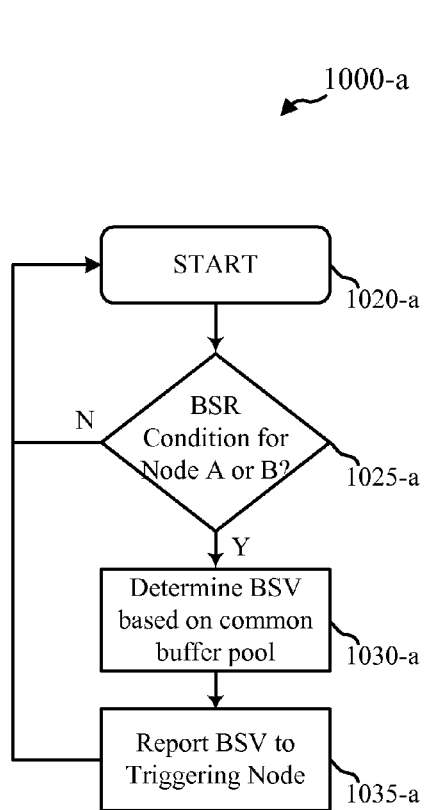 1000-a
START
1020-a
BSR
Condition for
Node A or B?
N
1025-a
Y
Determine BSV
based on common
buffer pool
1030-a
Report BSV to
Triggering Node
1035-a